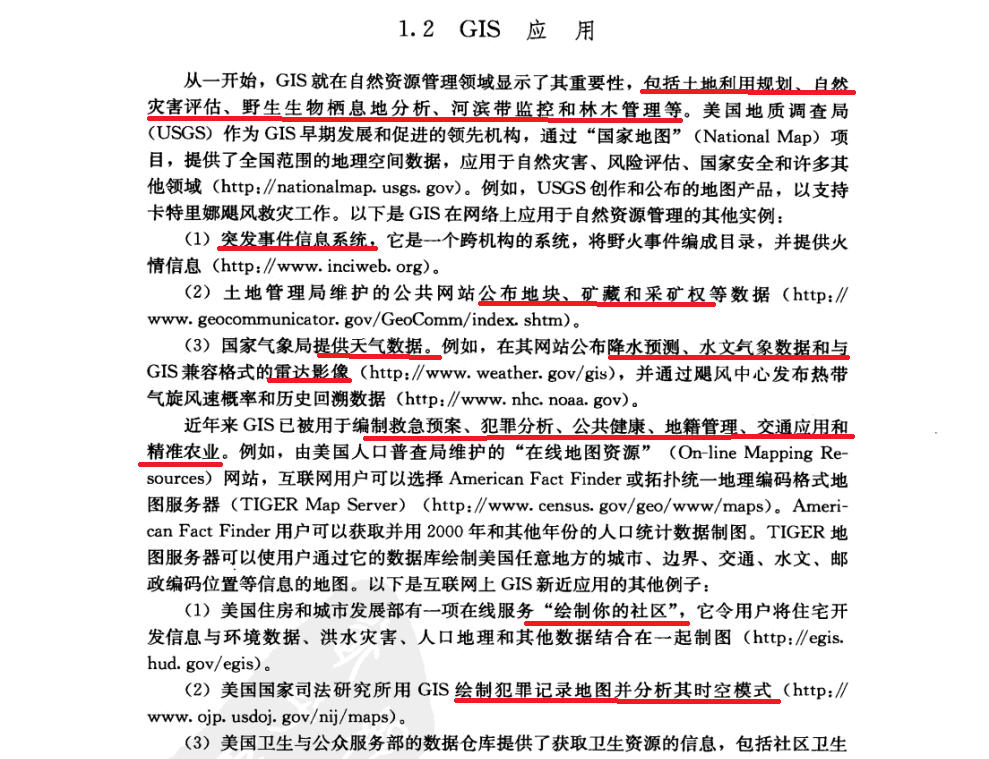 1.2 GIS 应 用
从一开始，GIS 就在自然资源管理领域显示了其重要性，包括土地利用规划、自然
灾害评估、野生生物栖息地分析、河滨带监控和林木管理等。美国地质调查局
（USGS）作为 GIS 早期发展和促进的领先机构，通过“国家地图”（National Map）项
目，提供了全国范围的地理空间数据，应用于自然灾害、风险评估、国家安全和许多其
他领域（http://nationalmap. usgs. gov）。例如，USGS 创作和公布的地图产品，以支持
卡特里娜飓风救灾工作。以下是 GIS 在网络上应用于自然资源管理的其他实例：
（1）突发事件信息系统，它是一个跨机构的系统，将野火事件编成目录，并提供火
情信息（http://www. inciweb. org）。
（2）土地管理局维护的公共网站公布地块、矿藏和采矿权等数据（http://
www. geocommunicator. gov/GeoComm/index. shtm）。
（3）国家气象局提供天气数据。例如，在其网站公布降水预测、水文气象数据和与
GIS 兼容格式的雷达影像（http://www. weather. gov/gis），并通过飓风中心发布热带
气旋风速概率和历史回溯数据（http://www. nhc. noaa. gov）。
近年来 GIS 已被用于编制救急预案、犯罪分析、公共健康、地籍管理、交通应用和
精准农业。例如，由美国人口普查局维护的“在线地图资源”（On-line Mapping Re-
sources）网站，互联网用户可以选择 American Fact Finder 或拓扑统一地理编码格式地
图服务器（TIGER Map Server）（http://www. census. gov/geo/www/maps）。Ameri-
can Fact Finder 用户可以获取并用 2000 年和其他年份的人口统计数据制图。TIGER 地
图服务器可以使用户通过它的数据库绘制美国任意地方的城市、边界、交通、水文、邮
政编码位置等信息的地图。以下是互联网上 GIS 新近应用的其他例子：
（1）美国住房和城市发展部有一项在线服务“绘制你的社区”，它令用户将住宅开
发信息与环境数据、洪水灾害、人口地理和其他数据结合在一起制图（http://egis.
hud. gov/egis）。
（2）美国国家司法研究所用 GIS 绘制犯罪记录地图并分析其时空模式（http://
www. ojp. usdoj. gov/nij/maps）。
（3）美国卫生与公众服务部的数据仓库提供了获取卫生资源的信息，包括社区卫生